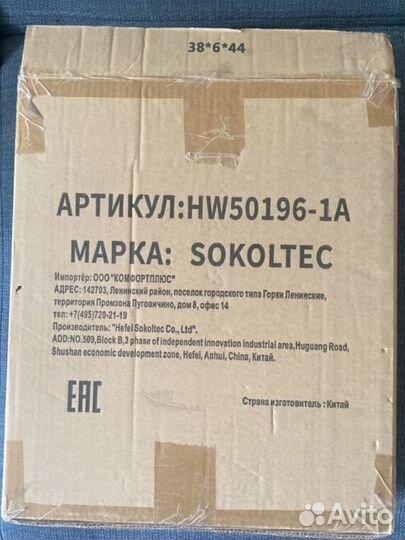 38*6*44
АРТИКУЛ:HW50196-1A
МАРКА: SOKOLTEC
Импортёр: ООО "КОМФОРТПЛЮС"
АДРЕС: 142703, Ленинский район, поселок городского типа Горки Ленинские,
территория Промзона Пуговичино, дом 8, офис 14
тел: +7(495)720-21-19
Производитель: "Hefei Sokoltec Co., Ltd".
ADD:NO.509,Block B,3 phase of independent innovation industrial area,Huguang Road,
Shushan economic development zone, Hefei, Anhui, China, Китай.
EAC
Страна изготовитель : Китай
Avito